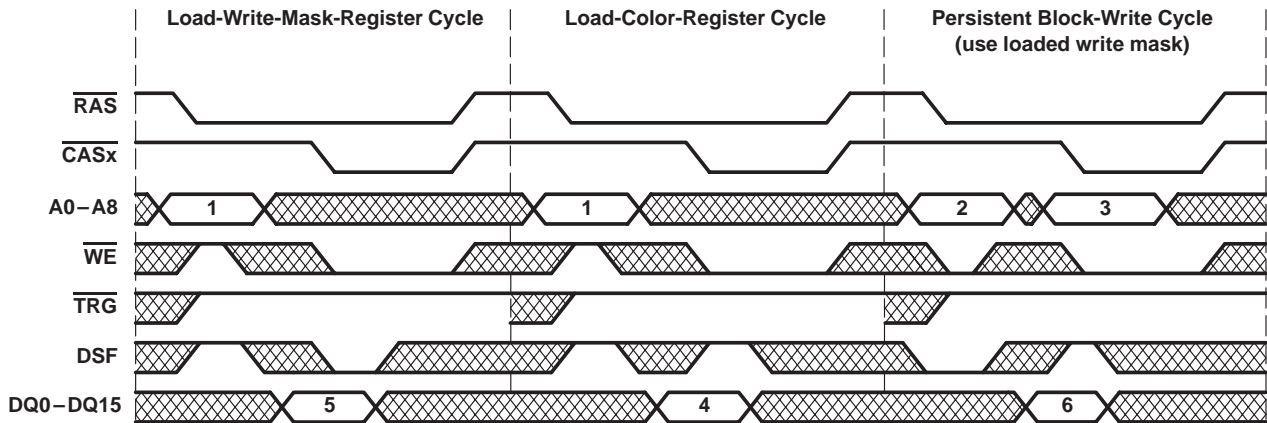 Load-Write-Mask-Register Cycle
Load-Color-Register Cycle
Persistent Block-Write Cycle
(use loaded write mask)
RAS
CASx
A0–A8
1
1
2
3
WE
TRG
DSF
DQ0–DQ15
5
4
6